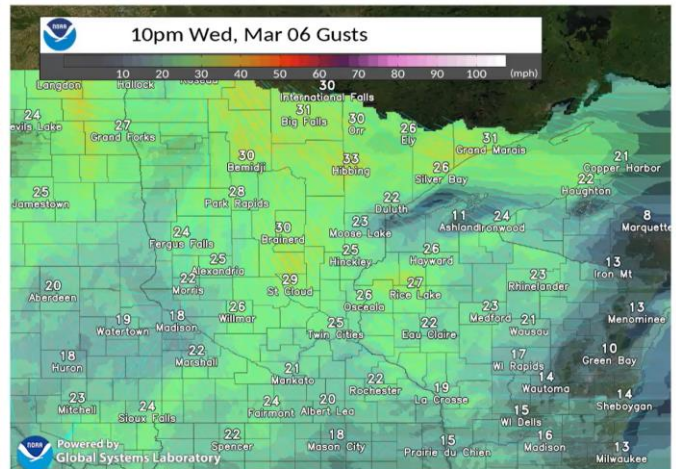 NOAA
10pm Wed, Mar 06 Gusts
10 20 30 40 50 60 70 80 90 100 (mph)
Langdon
Hallock
30
International Falls
24
31
Big Falls
30
Orr
evils Lake
27
Grand Forks
26
Ely
31
Grand Marais
30
Bemidji
33
Hibbing
26
Silver Bay
21
Copper Harbor
22
Houghton
25
Jamestown
28
Park Rapids
22
Duluth
11
Ashland
24
Ironwood
8
Marquette
24
Fergus Falls
30
Brainerd
23
Moose Lake
25
Alexandria
25
Hinckley
26
Hayward
13
Iron Mt
20
Aberdeen
22
Morris
29
St Cloud
26
Osceola
27
Rice Lake
23
Rhinelander
19
Watertown
18
Madison
26
Willmar
25
Twin Cities
22
Eau Claire
23
Medford
21
Wausau
13
Menominee
18
Huron
22
Marshall
21
Mankato
22
Rochester
17
WI Rapids
10
Green Bay
14
Wautoma
23
Mitchell
24
Sioux Falls
24
Fairmont
20
Albert Lea
19
La Crosse
14
Sheboygan
15
WI Dells
22
Spencer
18
Mason City
15
Prairie du Chien
16
Madison
13
Milwaukee
NOAA
Powered by
Global Systems Laboratory